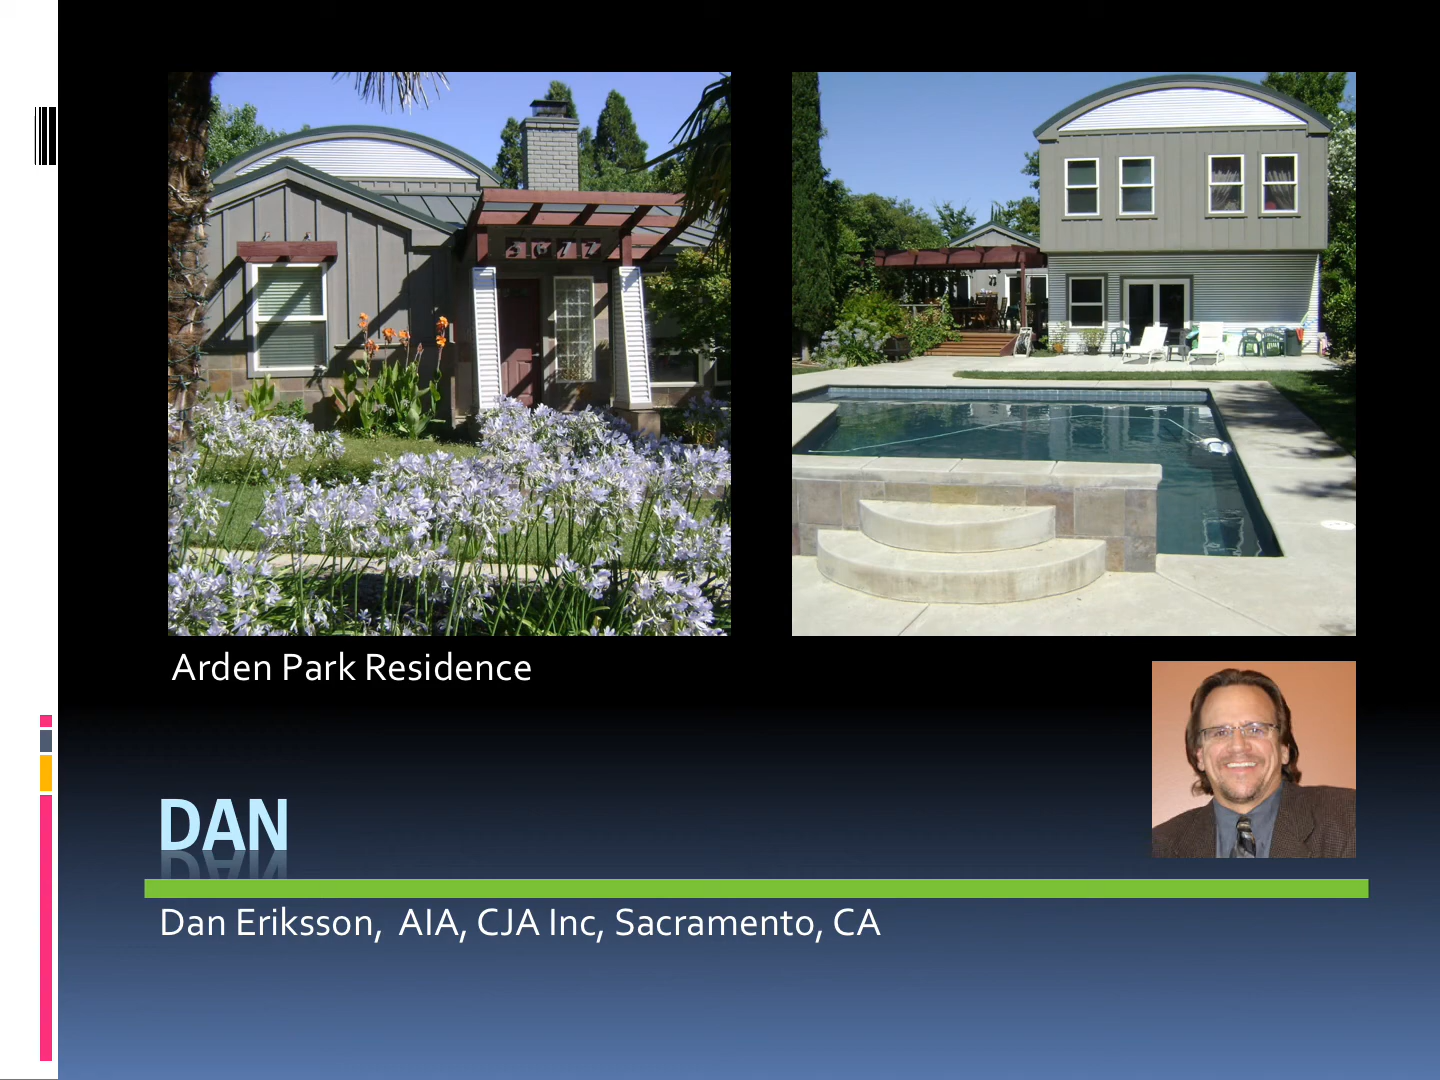 Arden Park Residence
DAN
Dan Eriksson,  AIA, CJA Inc, Sacramento, CA